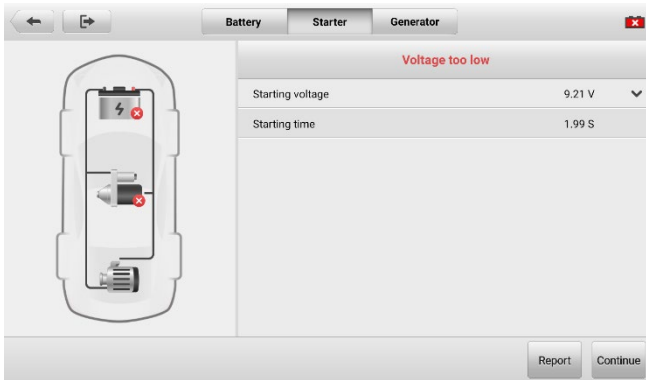 Battery Starter Generator
Voltage too low
Starting voltage 9.21 V
Starting time 1.99 S
Report Continue